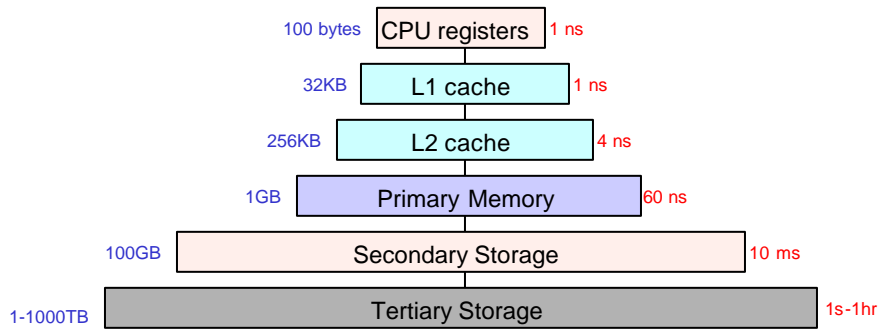 100 bytes CPU registers 1 ns
32KB L1 cache 1 ns
256KB L2 cache 4 ns
1GB Primary Memory 60 ns
100GB Secondary Storage 10 ms
1-1000TB Tertiary Storage 1s-1hr